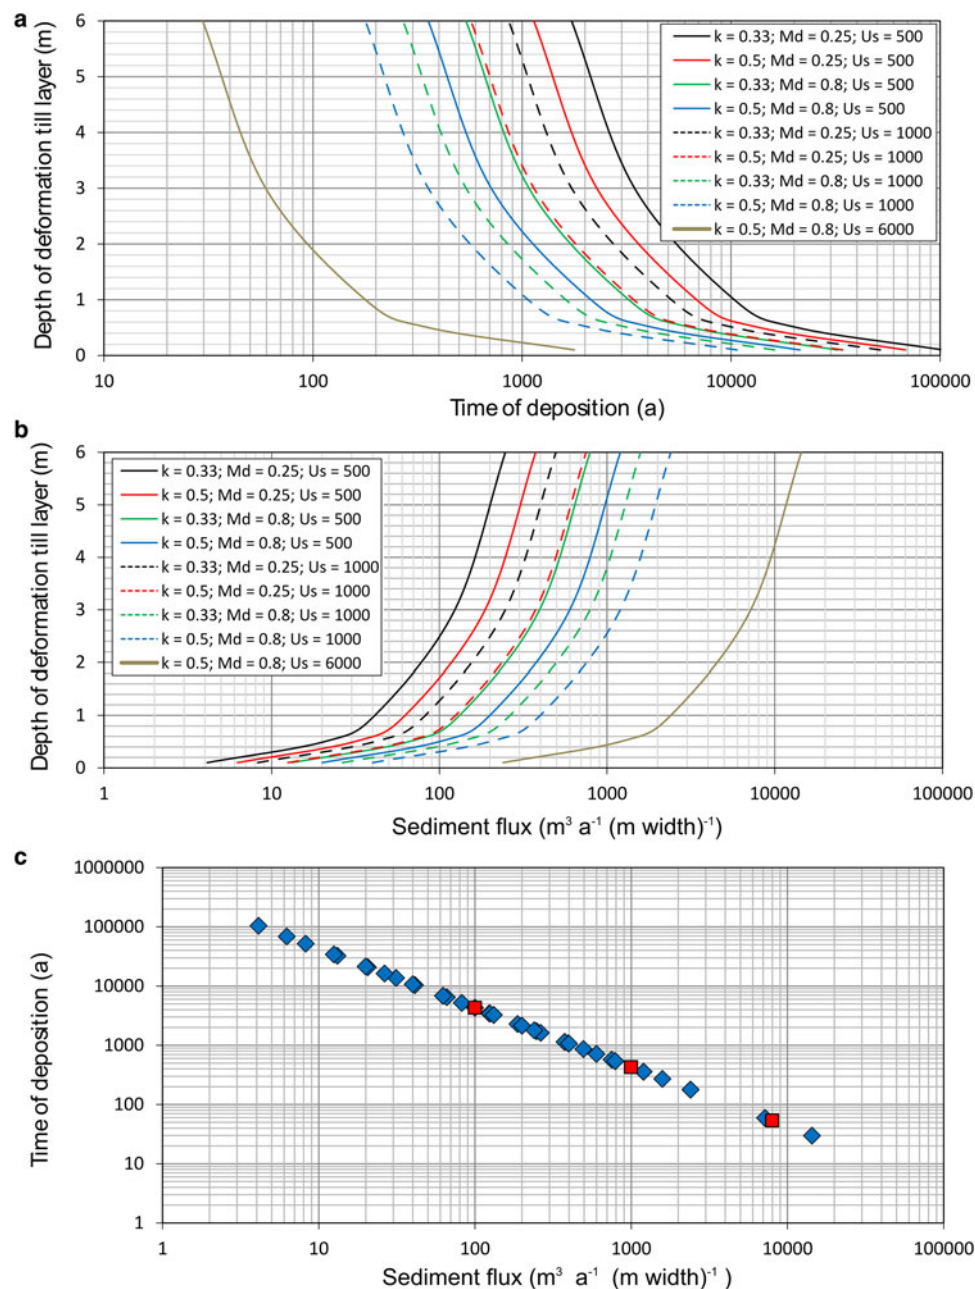 a
Depth of deformation till layer (m)
6
5
4
3
2
1
0
k = 0.33; Md = 0.25; Us = 500
k = 0.5; Md = 0.25; Us = 500
k = 0.33; Md = 0.8; Us = 500
k = 0.5; Md = 0.8; Us = 500
k = 0.33; Md = 0.25; Us = 1000
k = 0.5; Md = 0.25; Us = 1000
k = 0.33; Md = 0.8; Us = 1000
k = 0.5; Md = 0.8; Us = 1000
k = 0.5; Md = 0.8; Us = 6000
10 100 1000 10000 100000
Time of deposition (a)
b
Depth of deformation till layer (m)
6
5
4
3
2
1
0
k = 0.33; Md = 0.25; Us = 500
k = 0.5; Md = 0.25; Us = 500
k = 0.33; Md = 0.8; Us = 500
k = 0.5; Md = 0.8; Us = 500
k = 0.33; Md = 0.25; Us = 1000
k = 0.5; Md = 0.25; Us = 1000
k = 0.33; Md = 0.8; Us = 1000
k = 0.5; Md = 0.8; Us = 1000
k = 0.5; Md = 0.8; Us = 6000
1 10 100 1000 10000 100000
Sediment flux (m³ a⁻¹ (m width)⁻¹
c
Time of deposition (a)
1000000
100000
10000
1000
100
10
1
1 10 100 1000 10000 100000
Sediment flux (m³ a⁻¹ (m width)⁻¹ )